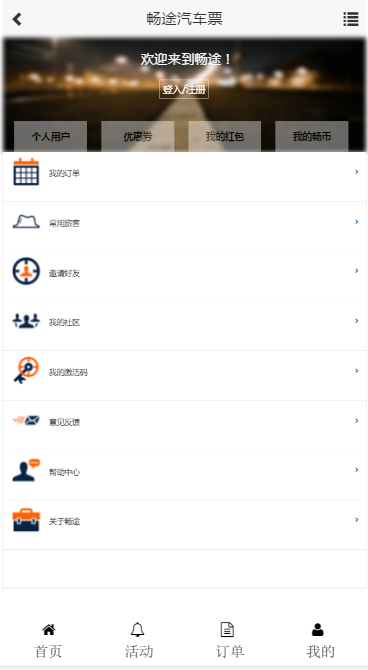 畅途汽车票
欢迎来到畅途！
登入/注册
个人用户 优惠券 我的红包 我的畅币
我的订单
常用旅客
邀请好友
我的社区
我的激活码
意见反馈
帮助中心
关于畅途
首页 活动 订单 我的